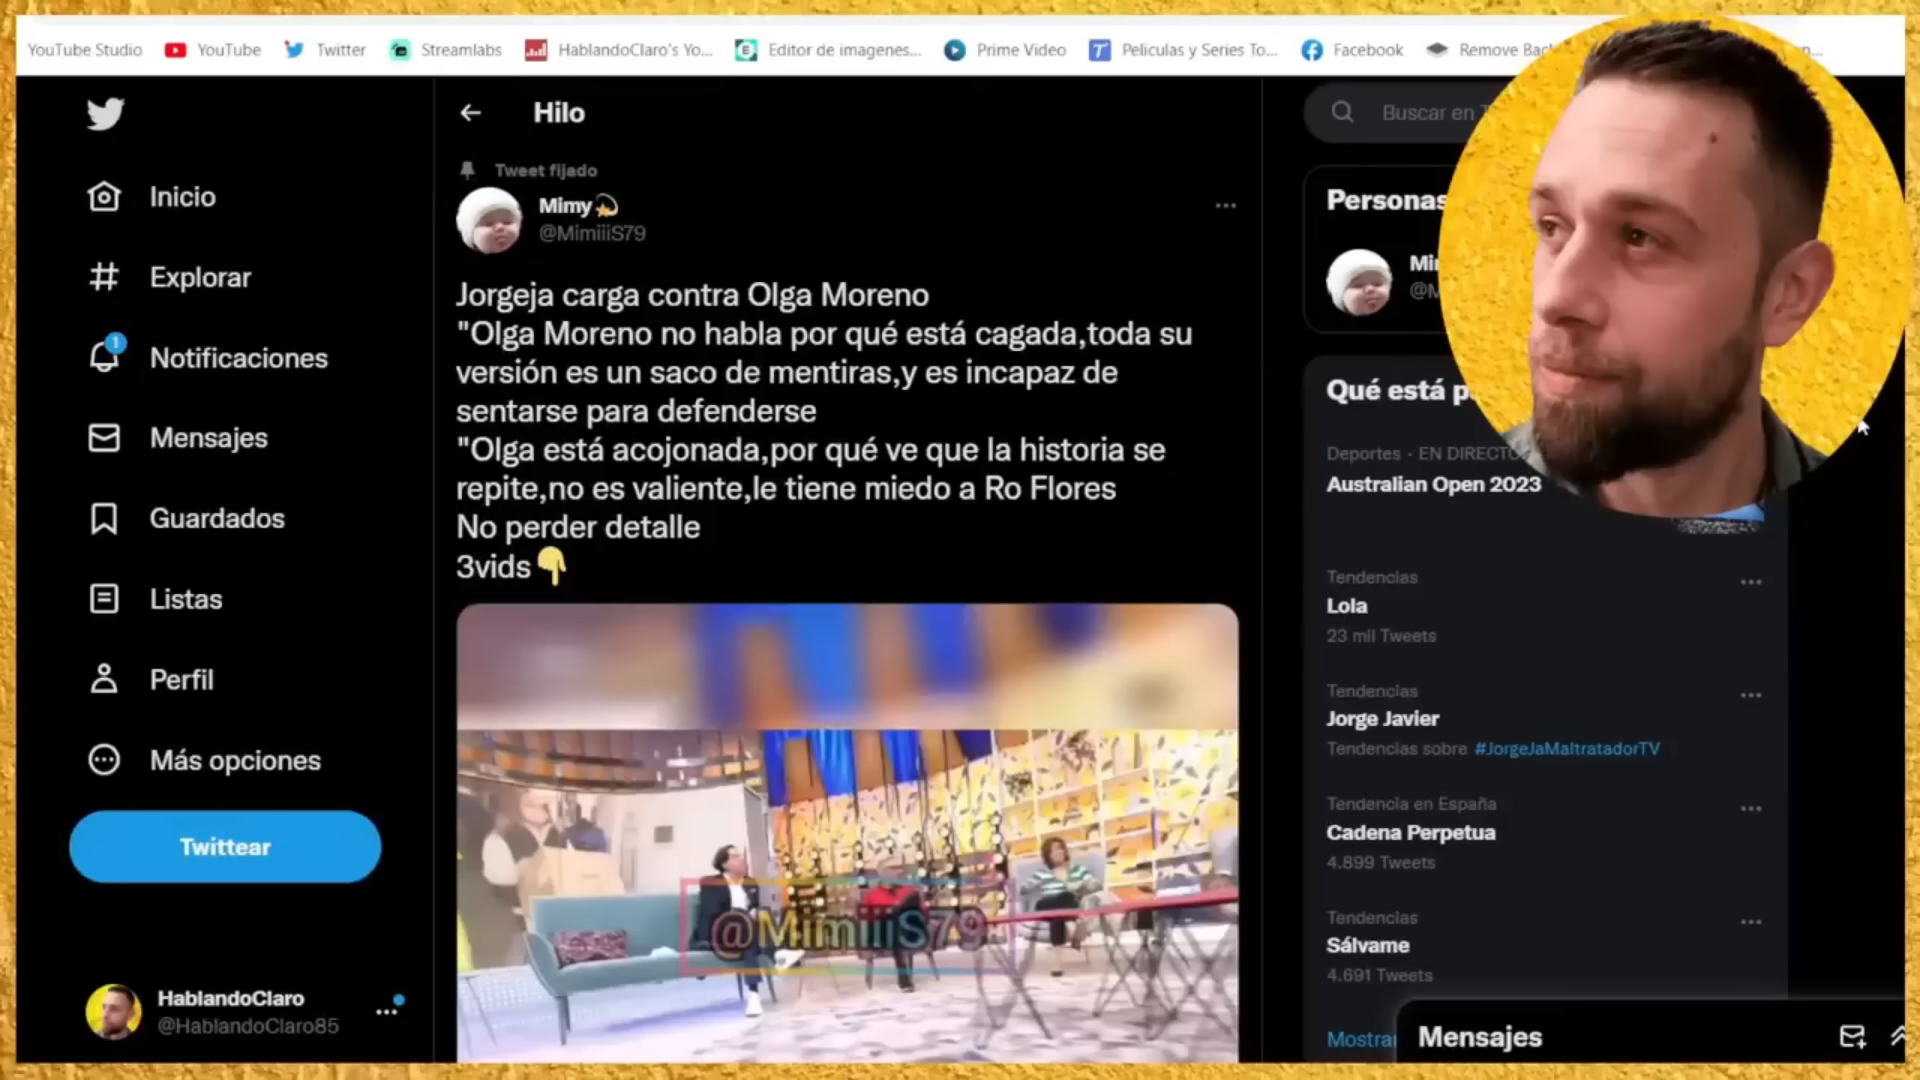 YouTube Studio
YouTube
Twitter
Streamlabs
HablandoClaro's Yo...
Editor de imagenes...
Prime Video
Peliculas y Series To...
Facebook
Remove Bac
Hilo
Buscar en T
Inicio
Explorar
1
Notificaciones
Mensajes
Guardados
Listas
Perfil
Más opciones
Twittear
HablandoClaro
@HablandoClaro85
Tweet fijado
Mimy
@MimiiiS79
Jorgeja carga contra Olga Moreno
"Olga Moreno no habla por qué está cagada,toda su
versión es un saco de mentiras,y es incapaz de
sentarse para defenderse
"Olga está acojonada,por qué ve que la historia se
repite,no es valiente,le tiene miedo a Ro Flores
No perder detalle
3vids
@MimiiiS79
Personas
Mi
@M
Qué está p
Deportes · EN DIRECTO
Australian Open 2023
Tendencias
Lola
23 mil Tweets
Tendencias
Jorge Javier
Tendencias sobre #JorgeJaMaltratadorTV
Tendencia en España
Cadena Perpetua
4.899 Tweets
Tendencias
Sálvame
4.691 Tweets
Mostrar
Mensajes